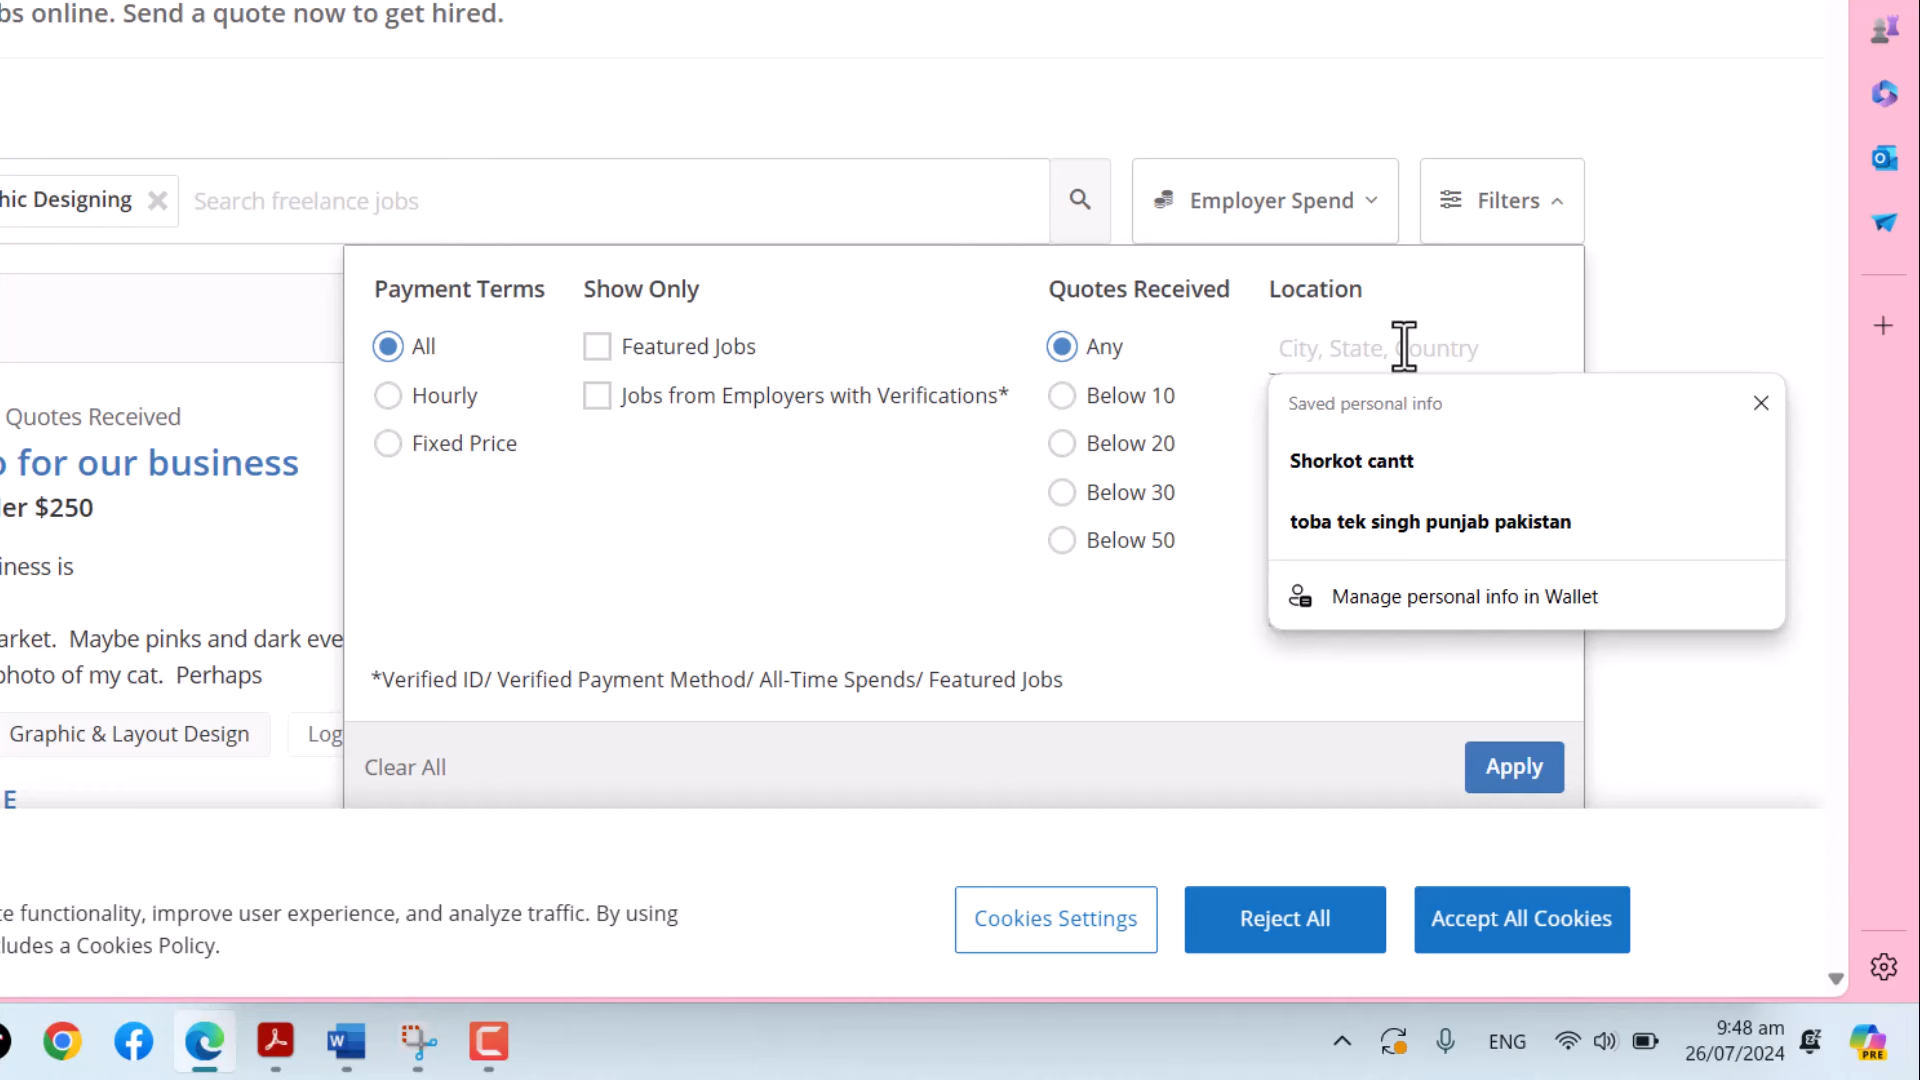 bs online. Send a quote now to get hired.
hic Designing
Search freelance jobs
Employer Spend
Filters
Payment Terms
All
Hourly
Fixed Price
Show Only
Featured Jobs
Jobs from Employers with Verifications*
Quotes Received
Any
Below 10
Below 20
Below 30
Below 50
Location
City, State, Country
Saved personal info
Shorkot cantt
toba tek singh punjab pakistan
Manage personal info in Wallet
*Verified ID/ Verified Payment Method/ All-Time Spends/ Featured Jobs
Clear All
Apply
Quotes Received
o for our business
ler $250
iness is
arket. Maybe pinks and dark eve
photo of my cat. Perhaps
Graphic & Layout Design
Log
E
te functionality, improve user experience, and analyze traffic. By using
cludes a Cookies Policy.
Cookies Settings
Reject All
Accept All Cookies
ENG
9:48 am
26/07/2024
PRE